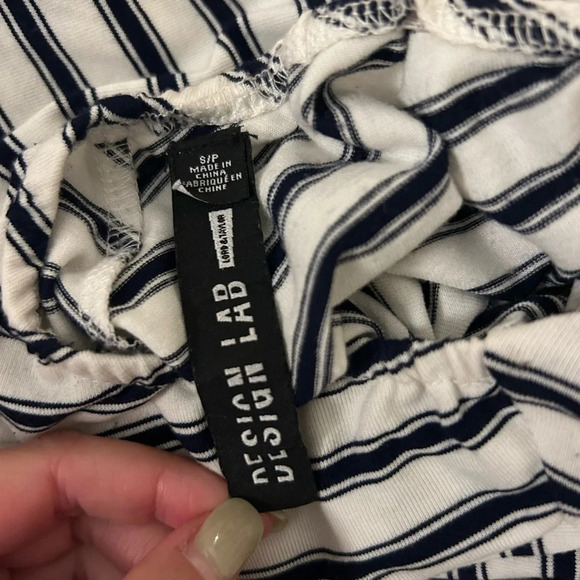 S/P
MADE IN
CHINA
FABRIQUÉ EN
CHINE
LORD & TAYLOR
DESIGN LAB